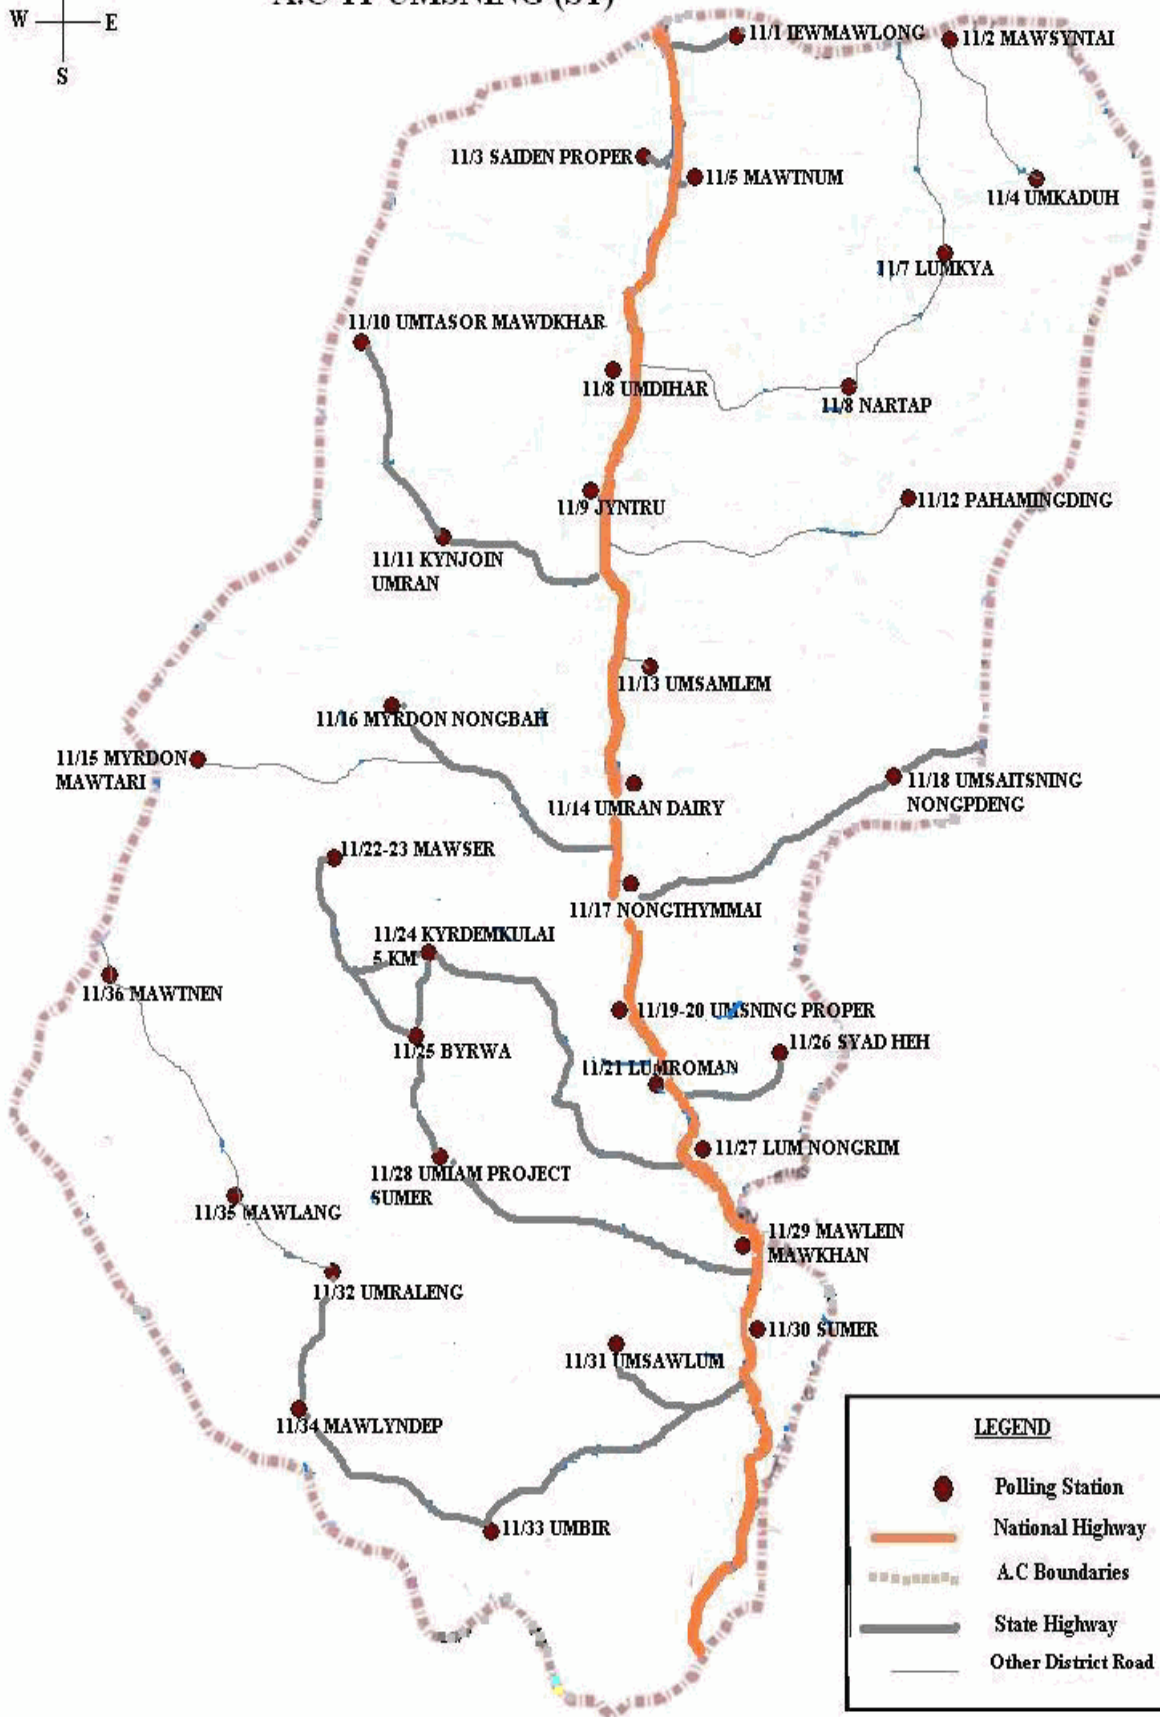 A.C 11 UMSNING (ST)
W
E
S
11/1 IEWMAWLONG
11/2 MAWSYNTAI
11/3 SAIDEN PROPER
11/5 MAWTNUM
11/4 UMKADUH
11/7 LUMKYA
11/10 UMTASOR MAWDKHAR
11/8 UMDIHAR
11/8 NARTAP
11/9 JYNTRU
11/12 PAHAMINGDING
11/11 KYNJOIN
UMRAN
11/13 UMSAMLEM
11/16 MYRDON NONGBAH
11/15 MYRDON
MAWTARI
11/14 UMRAN DAIRY
11/18 UMSAITSNING
NONGPDENG
11/22-23 MAWSER
11/17 NONGTHYMMAI
11/24 KYRDEMKULAI
5 KM
11/36 MAWTNEN
11/19-20 UMSNING PROPER
11/25 BYRWA
11/26 SYAD HEH
11/21 LUMROMAN
11/27 LUM NONGRIM
11/28 UMIAM PROJECT
SUMER
11/35 MAWLANG
11/29 MAWLEIN
MAWKHAN
11/32 UMRALENG
11/30 SUMER
11/31 UMSAWLUM
11/34 MAWLYNDEP
11/33 UMBIR
LEGEND
Polling Station
National Highway
A.C Boundaries
State Highway
Other District Road